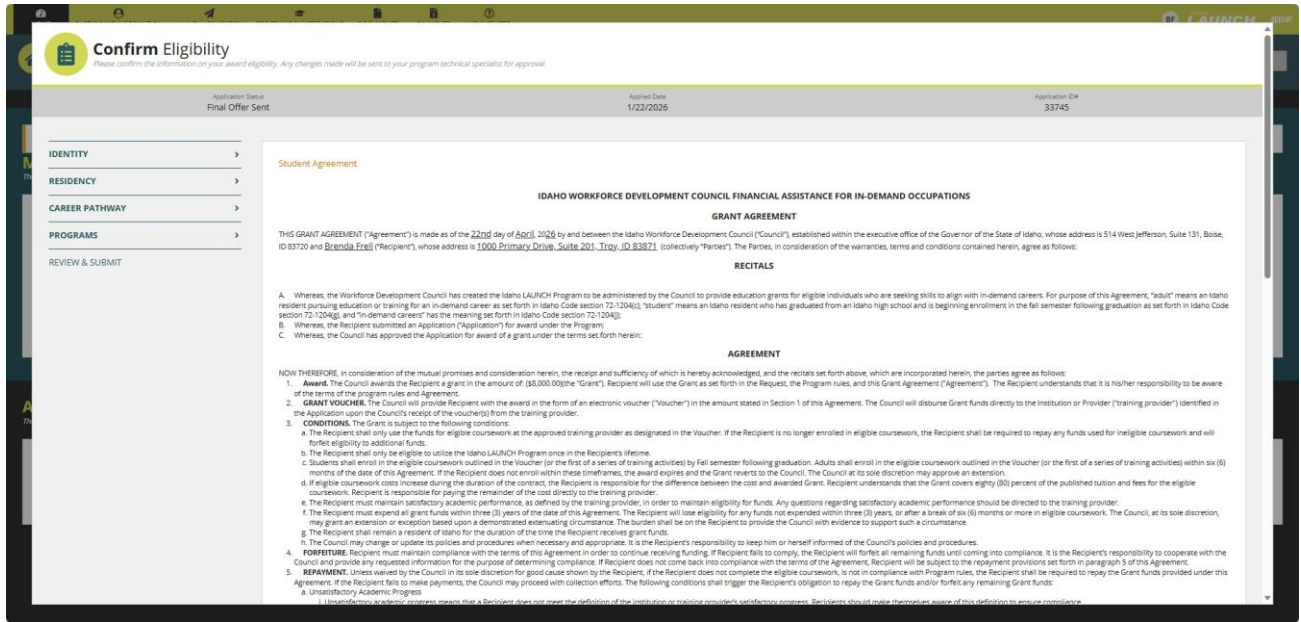 BF LAUNCH
Confirm Eligibility
Please confirm the information on your award eligibility. Any changes made will be sent to your program technical specialist for approval.
Application Status
Final Offer Sent
Applied Date
1/22/2026
Application ID#
33745
IDENTITY
RESIDENCY
CAREER PATHWAY
PROGRAMS
REVIEW & SUBMIT
Student Agreement
IDAHO WORKFORCE DEVELOPMENT COUNCIL FINANCIAL ASSISTANCE FOR IN-DEMAND OCCUPATIONS
GRANT AGREEMENT
THIS GRANT AGREEMENT ("Agreement") is made as of the 22nd day of April, 2026 by and between the Idaho Workforce Development Council ("Council"), established within the executive office of the Governor of the State of Idaho, whose address is 514 West Jefferson, Suite 131, Boise,
ID 83720 and Brenda Frell ("Recipient"), whose address is 1000 Primary Drive, Suite 201, Troy, ID 83871 (collectively "Parties"). The Parties, in consideration of the warranties, terms and conditions contained herein, agree as follows:
RECITALS
A. Whereas, the Workforce Development Council has created the Idaho LAUNCH Program to be administered by the Council to provide education grants for eligible individuals who are seeking skills to align with in-demand careers. For purpose of this Agreement, "adult" means an Idaho
resident pursuing education or training for an in-demand career as set forth in Idaho Code section 72-1204(c), "student" means an Idaho resident who has graduated from an Idaho high school and is beginning enrollment in the fall semester following graduation as set forth in Idaho Code
section 72-1204(g), and "in-demand careers" has the meaning set forth in Idaho Code section 72-1204(j);
B. Whereas, the Recipient submitted an Application ("Application") for award under the Program;
C. Whereas, the Council has approved the Application for award of a grant under the terms set forth herein:
AGREEMENT
NOW THEREFORE, in consideration of the mutual promises and consideration herein, the receipt and sufficiency of which is hereby acknowledged, and the recitals set forth above, which are incorporated herein, the parties agree as follows:
1. Award. The Council awards the Recipient a grant in the amount of. ($8,000.00)(the "Grant"). Recipient will use the Grant as set forth in the Request, the Program rules, and this Grant Agreement ("Agreement"). The Recipient understands that it is his/her responsibility to be aware
of the terms of the program rules and Agreement.
2. GRANT VOUCHER. The Council will provide Recipient with the award in the form of an electronic voucher ("Voucher") in the amount stated in Section 1 of this Agreement. The Council will disburse Grant funds directly to the Institution or Provider ("training provider") identified in
the Application upon the Council's receipt of the voucher(s) from the training provider.
3. CONDITIONS. The Grant is subject to the following conditions:
a. The Recipient shall only use the funds for eligible coursework at the approved training provider as designated in the Voucher. If the Recipient is no longer enrolled in eligible coursework, the Recipient shall be required to repay any funds used for ineligible coursework and will
forfeit eligibility to additional funds.
b. The Recipient shall only be eligible to utilize the Idaho LAUNCH Program once in the Recipient's lifetime.
c. Students shall enroll in the eligible coursework outlined in the Voucher (or the first of a series of training activities) by Fall semester following graduation. Adults shall enroll in the eligible coursework outlined in the Voucher (or the first of a series of training activities) within six (6)
months of the date of this Agreement. If the Recipient does not enroll within these timeframes, the award expires and the Grant reverts to the Council. The Council at its sole discretion may approve an extension.
d. If eligible coursework costs increase during the duration of the contract, the Recipient is responsible for the difference between the cost and awarded Grant. Recipient understands that the Grant covers eighty (80) percent of the published tuition and fees for the eligible
coursework. Recipient is responsible for paying the remainder of the cost directly to the training provider.
e. The Recipient must maintain satisfactory academic performance, as defined by the training provider, in order to maintain eligibility for funds. Any questions regarding satisfactory academic performance should be directed to the training provider.
f. The Recipient must expend all grant funds within three (3) years of the date of this Agreement. The Recipient will lose eligibility for any funds not expended within three (3) years, or after a break of six (6) months or more in eligible coursework. The Council, at its sole discretion,
may grant an extension or exception based upon a demonstrated extenuating circumstance. The burden shall be on the Recipient to provide the Council with evidence to support such a circumstance.
g. The Recipient shall remain a resident of Idaho for the duration of the time the Recipient receives grant funds.
h. The Council may change or update its policies and procedures when necessary and appropriate. It is the Recipient's responsibility to keep him or herself informed of the Council's policies and procedures.
4. FORFEITURE. Recipient must maintain compliance with the terms of this Agreement in order to continue receiving funding. If Recipient fails to comply, the Recipient will forfeit all remaining funds until coming into compliance. It is the Recipient's responsibility to cooperate with the
Council and provide any requested information for the purpose of determining compliance. If Recipient does not come back into compliance with the terms of the Agreement, Recipient will be subject to the repayment provisions set forth in paragraph 5 of this Agreement.
5. REPAYMENT. Unless waived by the Council in its sole discretion for good cause shown by the Recipient, if the Recipient does not complete the eligible coursework, is not in compliance with Program rules, the Recipient shall be required to repay the Grant funds provided under this
Agreement. If the Recipient fails to make payments, the Council may proceed with collection efforts. The following conditions shall trigger the Recipient's obligation to repay the Grant funds and/or forfeit any remaining Grant funds:
a. Unsatisfactory Academic Progress
i. Unsatisfactory academic progress means that a Recipient does not meet the definition of the institution or training provider's satisfactory progress. Recipients should make themselves aware of this definition to ensure compliance.